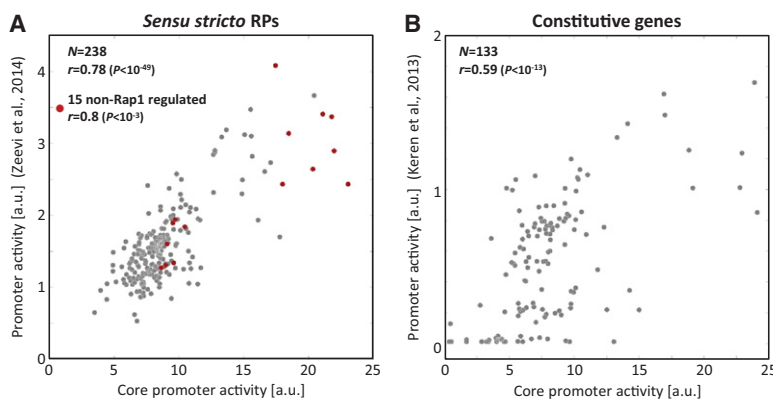 A
Sensu stricto RPs
N=238
r=0.78 (P<10-49)
15 non-Rap1 regulated
r=0.8 (P<10-3)
Promoter activity [a.u.] (Zeevi et al., 2014)
4
3
2
1
0
0 5 10 15 20 25
Core promoter activity [a.u.]
B
Constitutive genes
N=133
r=0.59 (P<10-13)
Promoter activity [a.u.] (Keren et al., 2013)
2
1
0
0 5 10 15 20 25
Core promoter activity [a.u.]